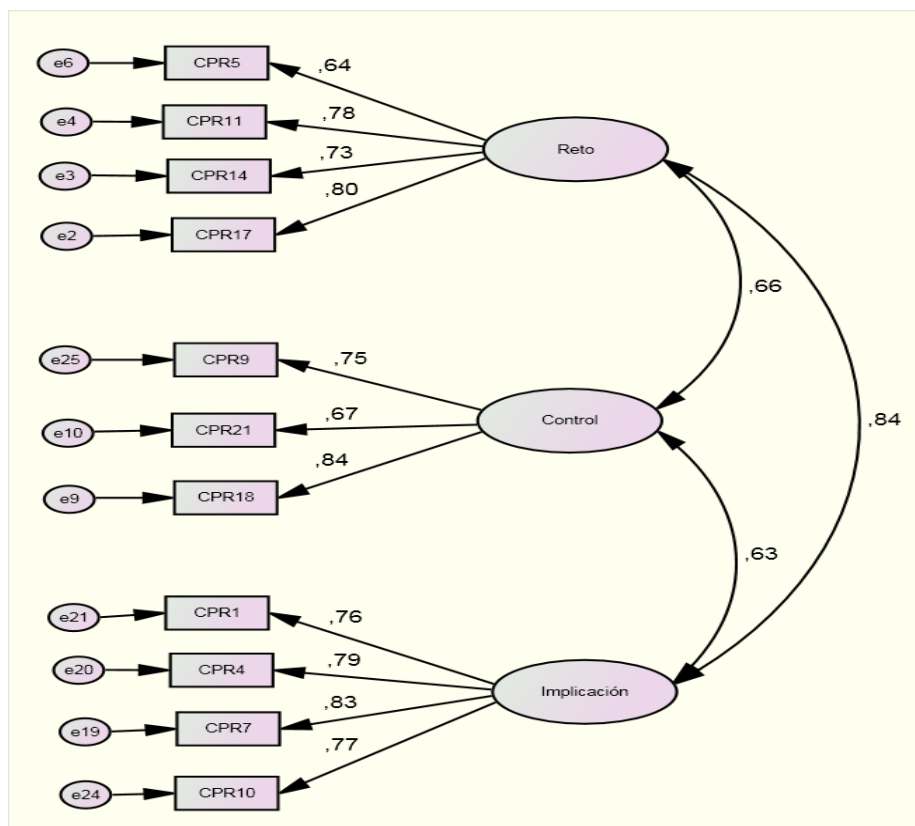 e6 CPR5 ,64
e4 CPR11 ,78
e3 CPR14 ,73
Reto
e2 CPR17 ,80
,66
e25 CPR9 ,75
e10 CPR21 ,67
Control
,84
e9 CPR18 ,84
,63
e21 CPR1 ,76
e20 CPR4 ,79
Implicación
e19 CPR7 ,83
e24 CPR10 ,77